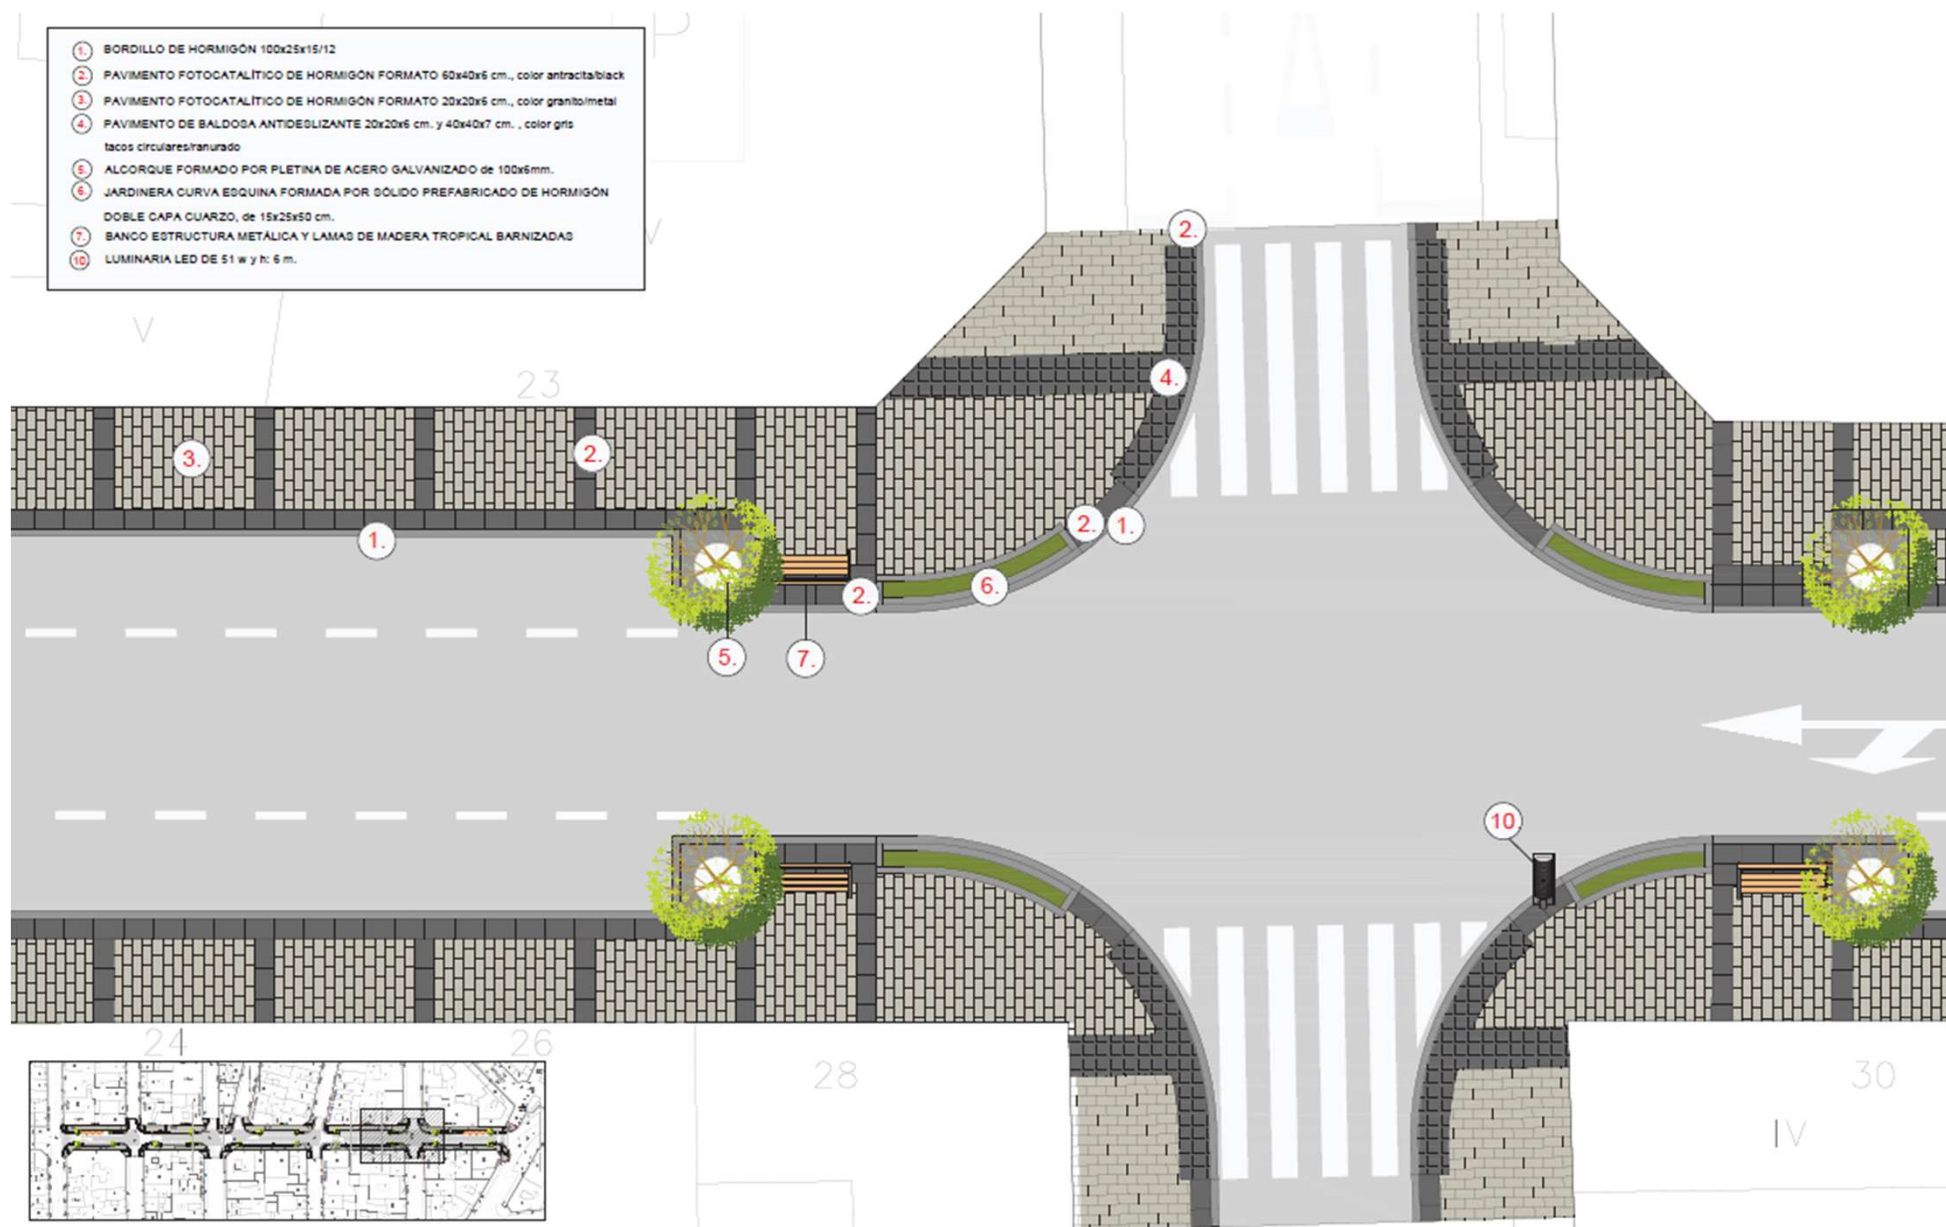 1. BORDILLO DE HORMIGÓN 100x25x15/12
2. PAVIMENTO FOTOCATALÍTICO DE HORMIGÓN FORMATO 60x40x6 cm., color antracita/black
3. PAVIMENTO FOTOCATALÍTICO DE HORMIGÓN FORMATO 20x20x6 cm., color granito/metal
4. PAVIMENTO DE BALDOSA ANTIDESLIZANTE 20x20x6 cm. y 40x40x7 cm. , color gris
tacos circulares/ranurado
5. ALCORQUE FORMADO POR PLETINA DE ACERO GALVANIZADO de 100x6mm.
6. JARDINERA CURVA ESQUINA FORMADA POR SÓLIDO PREFABRICADO DE HORMIGÓN
DOBLE CAPA CUARZO, de 15x25x50 cm.
7. BANCO ESTRUCTURA METÁLICA Y LAMAS DE MADERA TROPICAL BARNIZADAS
10 LUMINARIA LED DE 51 w y h: 6 m.
P
V
V
23
2.
4.
3.
2.
1.
2.
1.
6.
2.
5.
7.
10
24
26
28
30
IV